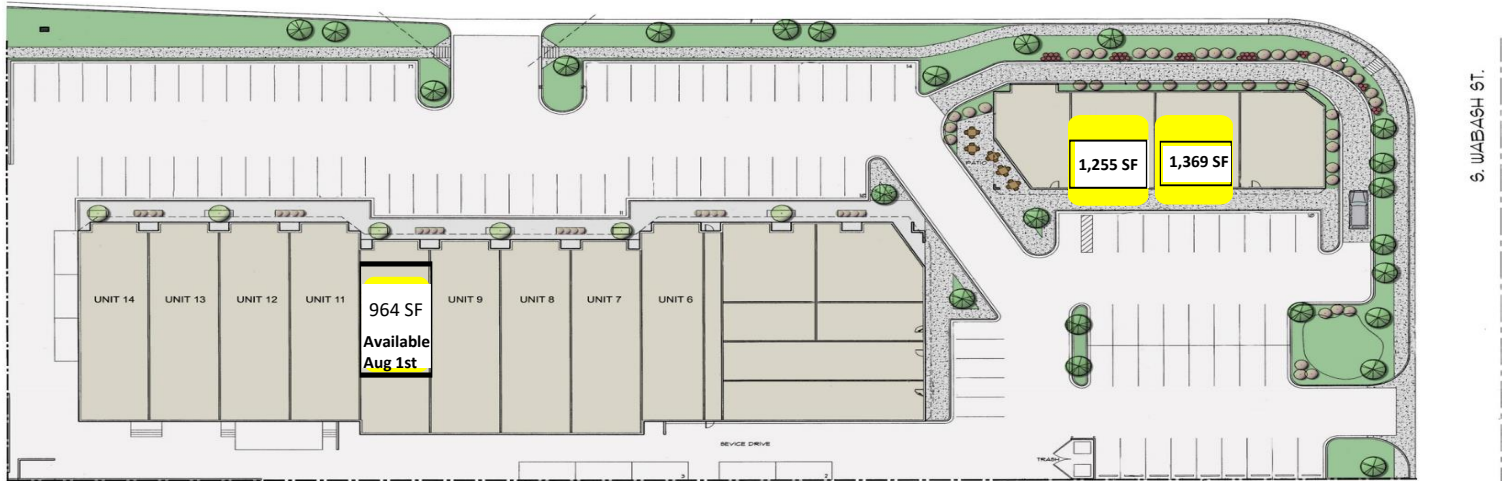 S. WABASH ST.
PATIO
1,255 SF
1,369 SF
UNIT 14
UNIT 13
UNIT 12
UNIT 11
964 SF
Available
Aug 1st
UNIT 9
UNIT 8
UNIT 7
UNIT 6
SEVICE DRIVE
TRASH